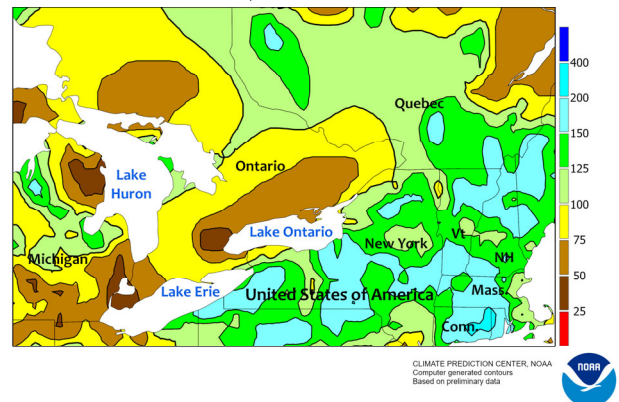 Quebec
Ontario
Lake
Huron
Lake Ontario
New York
Vt.
NH
Michigan
Lake Erie
United States of America
Mass.
Conn.
400
200
150
125
100
75
50
25
CLIMATE PREDICTION CENTER, NOAA
Computer generated contours
Based on preliminary data
NOAA